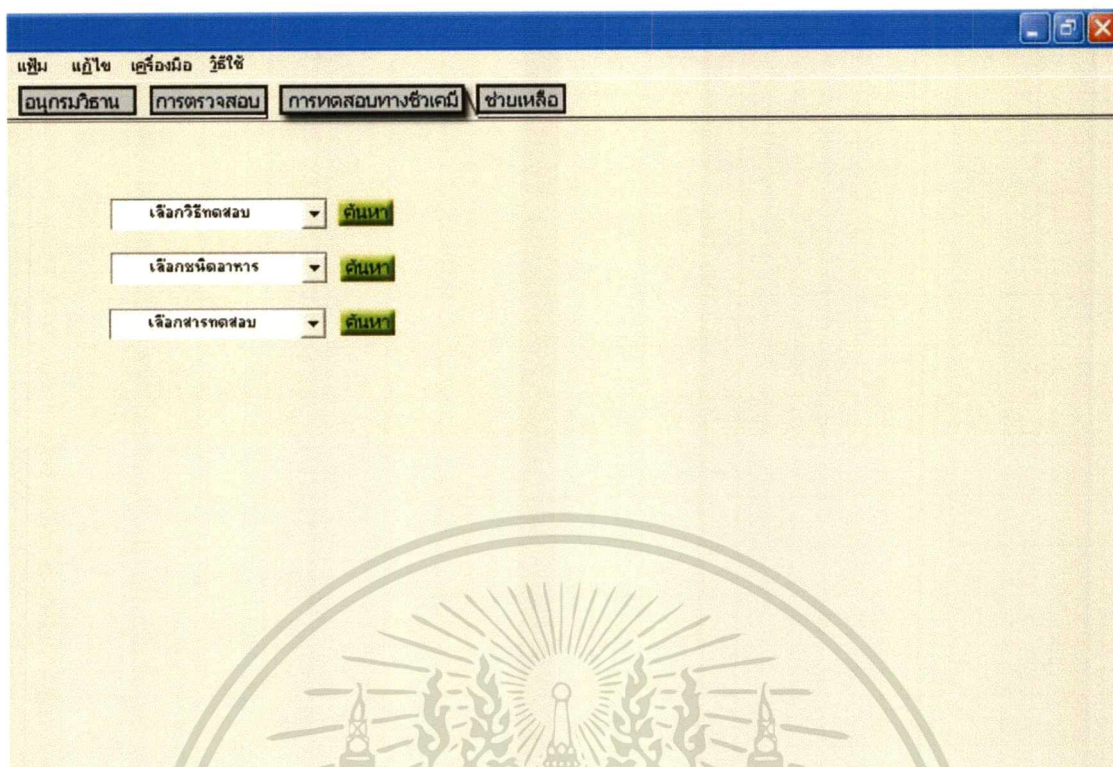 แฟ้ม แก้ไข เครื่องมือ วิธีใช้
อนุกรมวิธาน การตรวจสอบ การทดสอบทางชีวเคมี ช่วยเหลือ
เลือกวิธีทดสอบ ค้นหา
เลือกชนิดอาหาร ค้นหา
เลือกสารทดสอบ ค้นหา